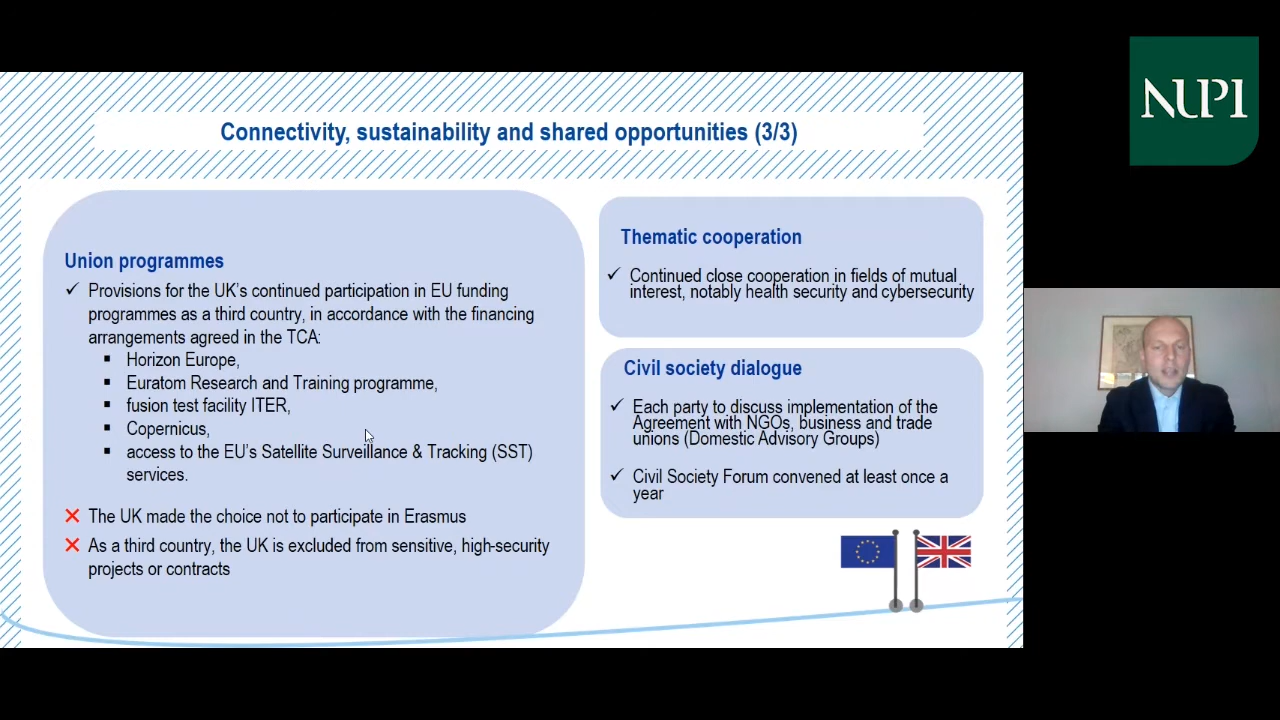 NUPI
Connectivity, sustainability and shared opportunities (3/3)
Union programmes
✓ Provisions for the UK's continued participation in EU funding
programmes as a third country, in accordance with the financing
arrangements agreed in the TCA:
▪ Horizon Europe,
▪ Euratom Research and Training programme,
▪ fusion test facility ITER,
▪ Copernicus,
▪ access to the EU's Satellite Surveillance & Tracking (SST)
services.
✕ The UK made the choice not to participate in Erasmus
✕ As a third country, the UK is excluded from sensitive, high-security
projects or contracts
Thematic cooperation
✓ Continued close cooperation in fields of mutual
interest, notably health security and cybersecurity
Civil society dialogue
✓ Each party to discuss implementation of the
Agreement with NGOs, business and trade
unions (Domestic Advisory Groups)
✓ Civil Society Forum convened at least once a
year